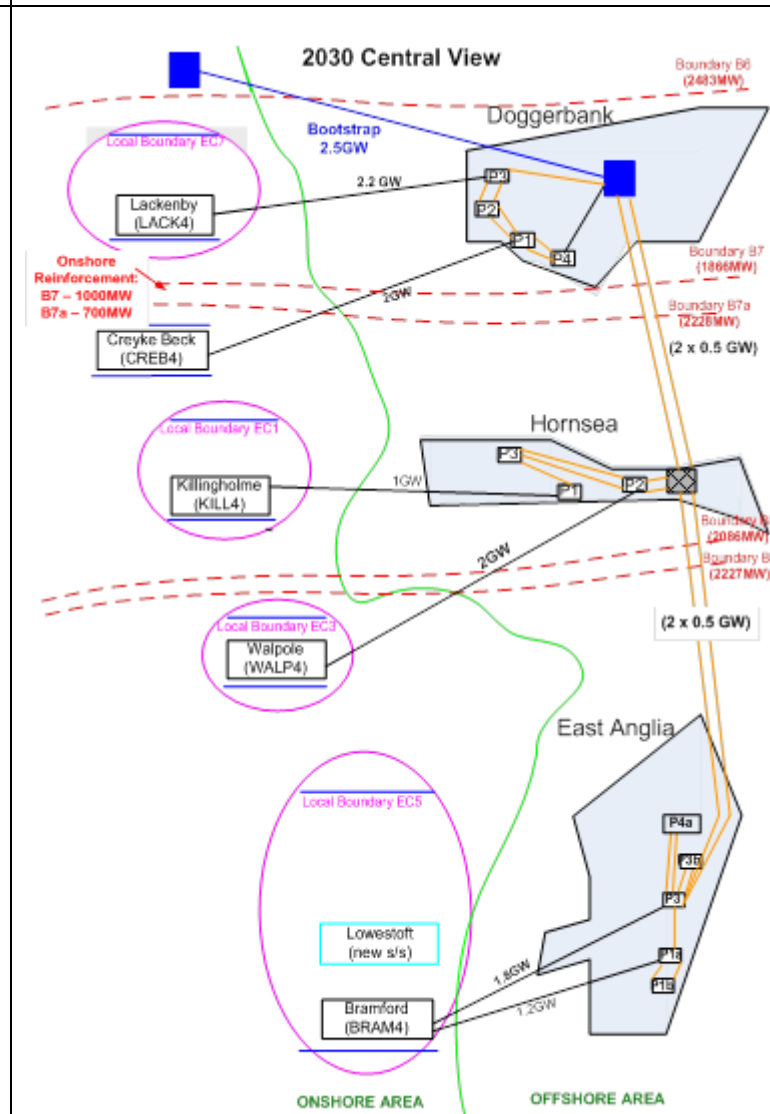 2030 Central View
Boundary B6
(2483MW)
Doggerbank
Bootstrap
2.5GW
Local Boundary EC7
2.2 GW
P3
Lackenby
(LACK4)
P2
P1
P4
Onshore
Reinforcement:
B7 – 1000MW
B7a – 700MW
Boundary B7
(1866MW)
2GW
Boundary B7a
(2228MW)
Creyke Beck
(CREB4)
(2 x 0.5 GW)
Hornsea
Local Boundary EC1
P3
Killingholme
(KILL4)
1GW
P1
P2
Boundary B
(2086MW)
2GW
Boundary B
(2227MW)
Local Boundary EC3
(2 x 0.5 GW)
Walpole
(WALP4)
East Anglia
Local Boundary EC5
P4a
P3b
P3
Lowestoft
(new s/s)
1.8GW
P1a
P1b
Bramford
(BRAM4)
1.2GW
ONSHORE AREA
OFFSHORE AREA